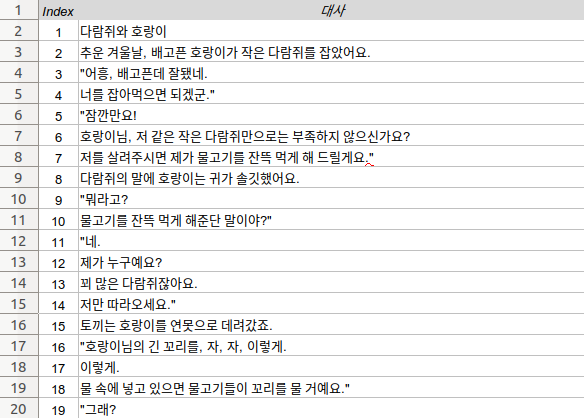 1 Index 대사
2 1 다람쥐와 호랑이
3 2 추운 겨울날, 배고픈 호랑이가 작은 다람쥐를 잡았어요.
4 3 "어흥, 배고픈데 잘됐네.
5 4 너를 잡아먹으면 되겠군."
6 5 "잠깐만요!
7 6 호랑이님, 저 같은 작은 다람쥐만으로는 부족하지 않으신가요?
8 7 저를 살려주시면 제가 물고기를 잔뜩 먹게 해 드릴게요."
9 8 다람쥐의 말에 호랑이는 귀가 솔깃했어요.
10 9 "뭐라고?
11 10 물고기를 잔뜩 먹게 해준단 말이야?"
12 11 "네.
13 12 제가 누구예요?
14 13 꾀 많은 다람쥐잖아요.
15 14 저만 따라오세요."
16 15 토끼는 호랑이를 연못으로 데려갔죠.
17 16 "호랑이님의 긴 꼬리를, 자, 자, 이렇게.
18 17 이렇게.
19 18 물 속에 넣고 있으면 물고기들이 꼬리를 물 거예요."
20 19 "그래?